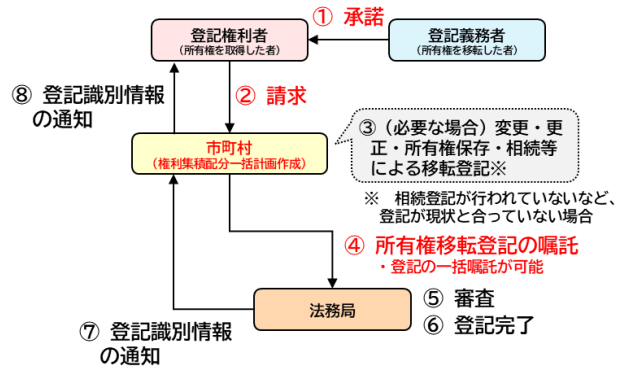 ① 承諾
登記権利者
（所有権を取得した者）
登記義務者
（所有権を移転した者）
⑧ 登記識別情報
の通知
② 請求
市町村
（権利集積配分一括計画作成）
③（必要な場合）変更・更
正・所有権保存・相続等
による移転登記※
※　相続登記が行われていないなど、
登記が現状と合っていない場合
④ 所有権移転登記の嘱託
・登記の一括嘱託が可能
法務局
⑤ 審査
⑥ 登記完了
⑦ 登記識別情報
の通知